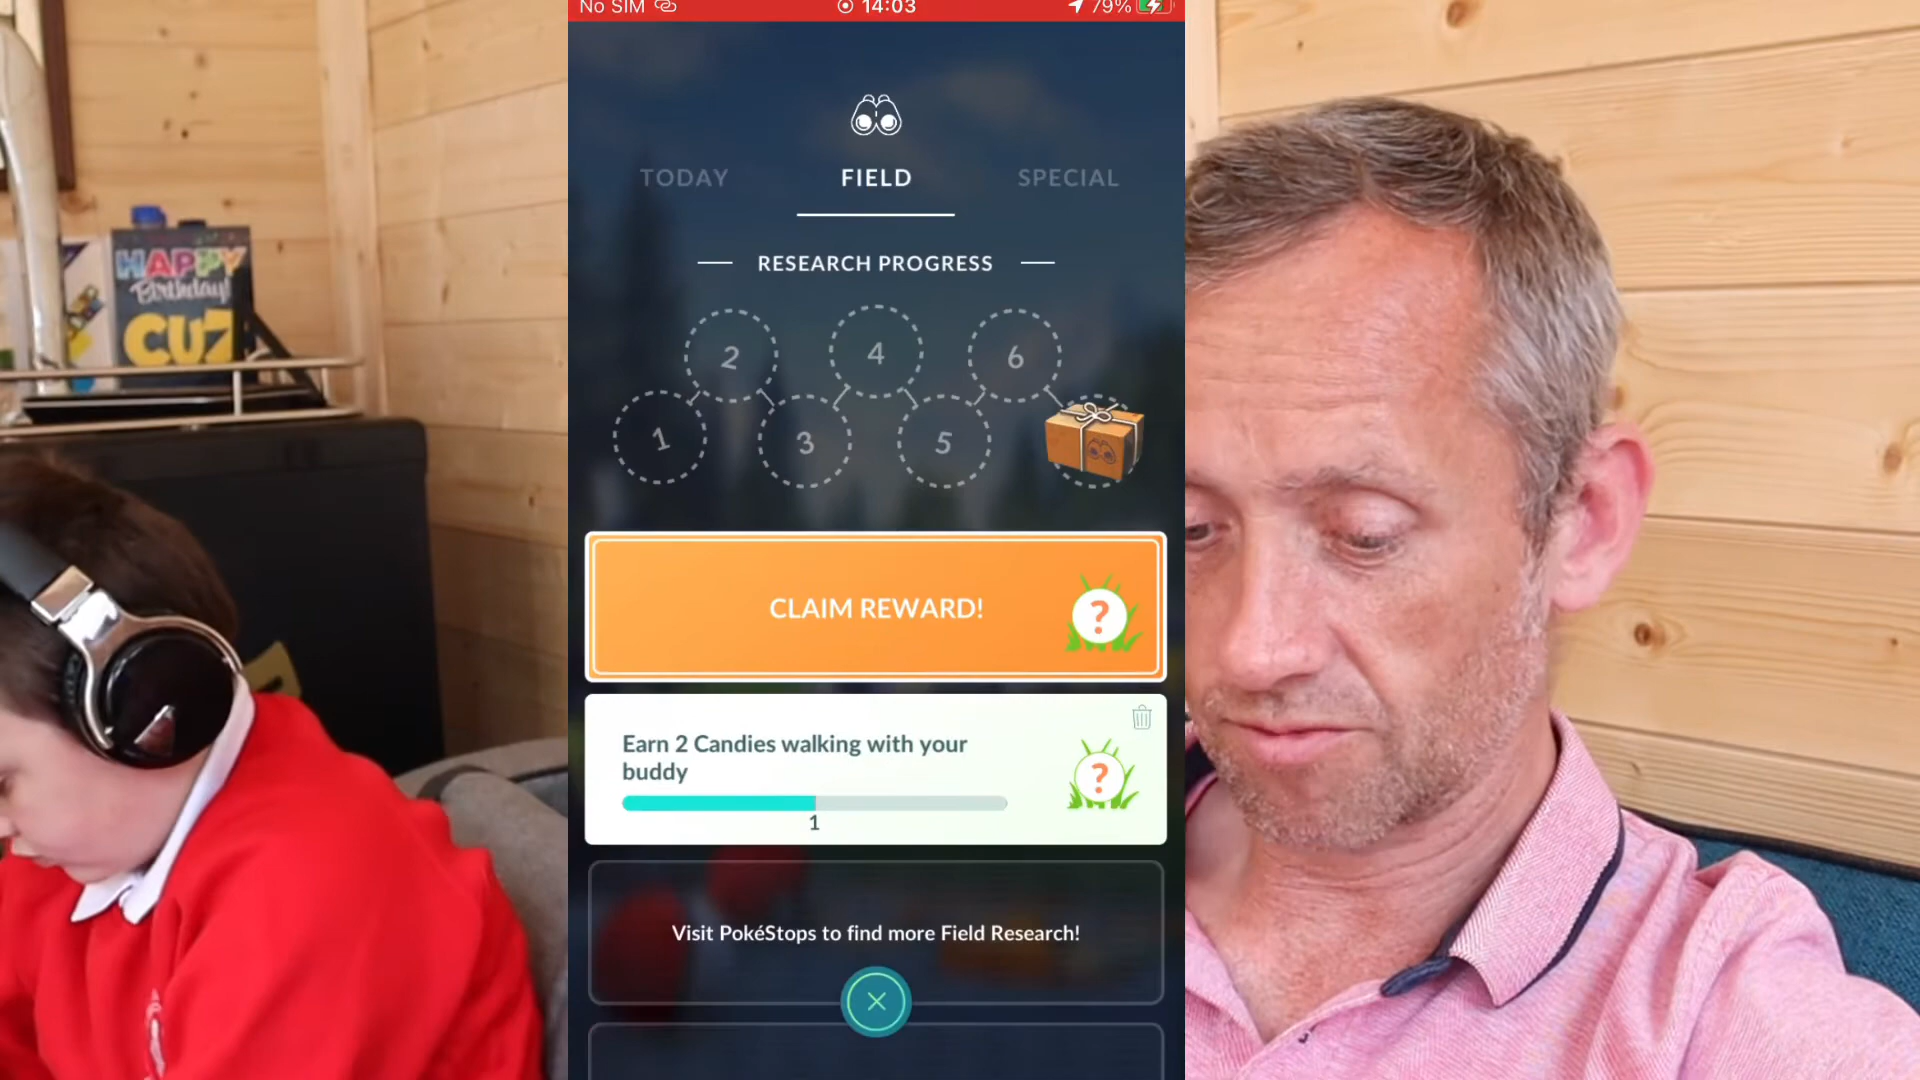 No SIM 14:03 79%
TODAY FIELD SPECIAL
RESEARCH PROGRESS
2 4 6
1 3 5
CLAIM REWARD!
?
Earn 2 Candies walking with your
buddy
?
1
Visit PokéStops to find more Field Research!
HAPPY
Birthday!
CUZ